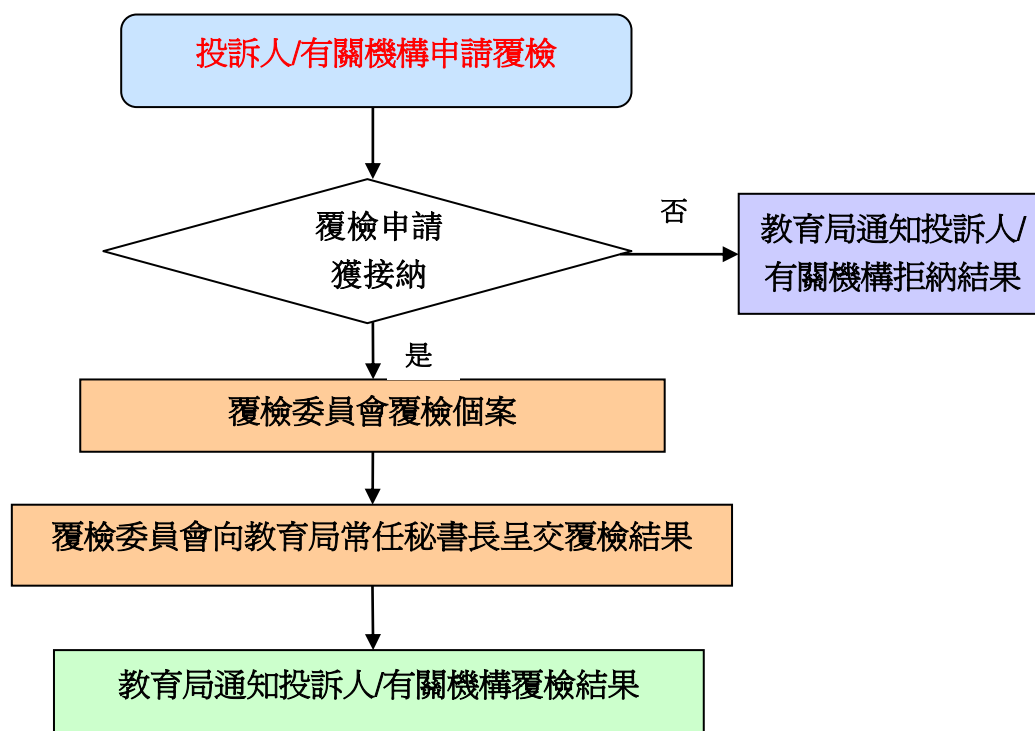 投訴人/有關機構申請覆檢
覆檢申請
獲接納
否
教育局通知投訴人/
有關機構拒納結果
是
覆檢委員會覆檢個案
覆檢委員會向教育局常任秘書長呈交覆檢結果
教育局通知投訴人/有關機構覆檢結果